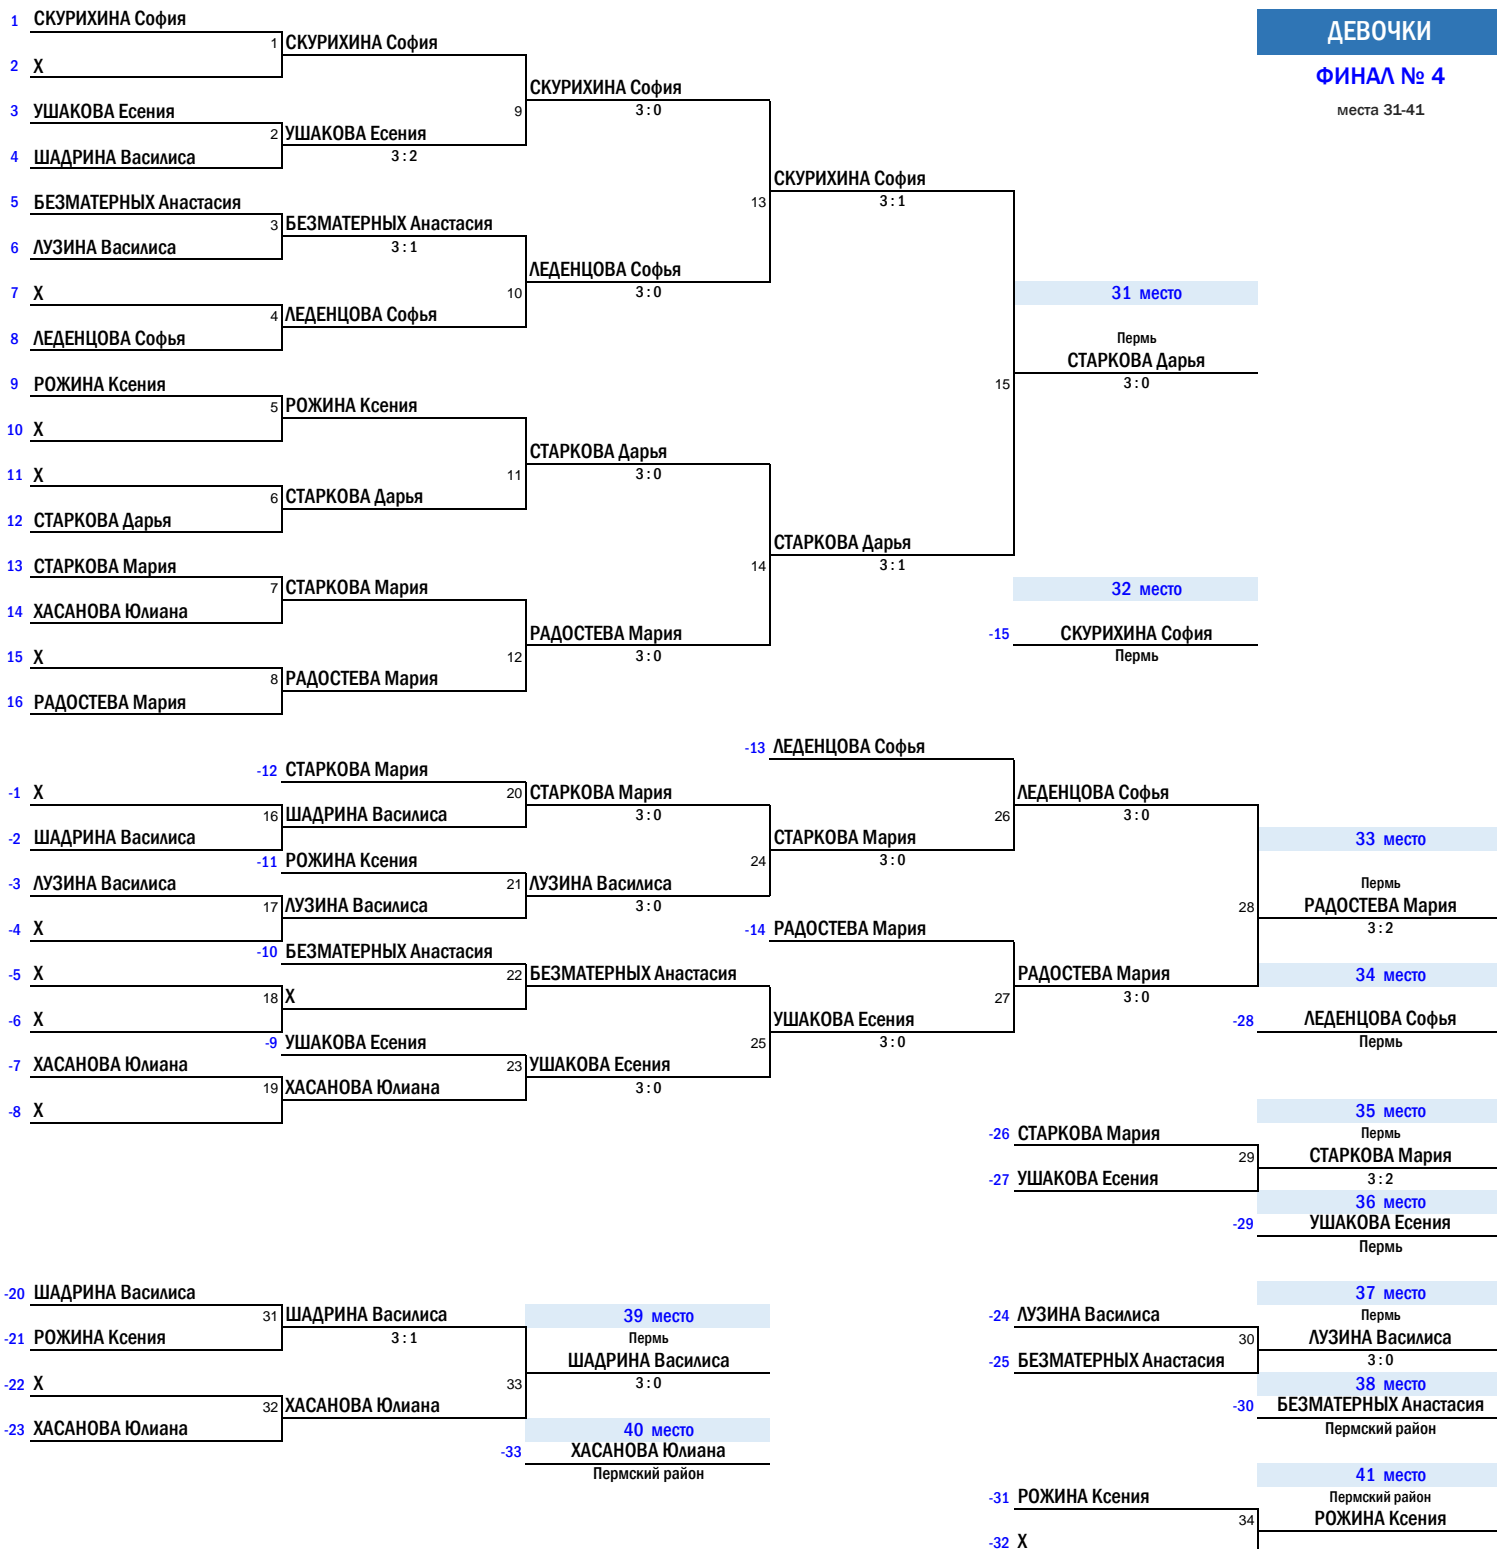 ДЕВОЧКИ
ФИНАЛ № 4
места 31-41
1 СКУРИХИНА София
1 СКУРИХИНА София
2 X
СКУРИХИНА София
9 3 : 0
3 УШАКОВА Есения
2 УШАКОВА Есения
3 : 2
4 ШАДРИНА Василиса
СКУРИХИНА София
13 3 : 1
5 БЕЗМАТЕРНЫХ Анастасия
3 БЕЗМАТЕРНЫХ Анастасия
3 : 1
6 ЛУЗИНА Василиса
ЛЕДЕНЦОВА Софья
10 3 : 0
7 X
4 ЛЕДЕНЦОВА Софья
8 ЛЕДЕНЦОВА Софья
31 место
Пермь
СТАРКОВА Дарья
15 3 : 0
9 РОЖИНА Ксения
5 РОЖИНА Ксения
10 X
СТАРКОВА Дарья
11 3 : 0
11 X
6 СТАРКОВА Дарья
12 СТАРКОВА Дарья
СТАРКОВА Дарья
14 3 : 1
13 СТАРКОВА Мария
7 СТАРКОВА Мария
14 ХАСАНОВА Юлиана
32 место
РАДОСТЕВА Мария
12 3 : 0
-15 СКУРИХИНА София
Пермь
15 X
8 РАДОСТЕВА Мария
16 РАДОСТЕВА Мария
-13 ЛЕДЕНЦОВА Софья
-12 СТАРКОВА Мария
-1 X
20 СТАРКОВА Мария
3 : 0
ЛЕДЕНЦОВА Софья
26 3 : 0
16 ШАДРИНА Василиса
-2 ШАДРИНА Василиса
СТАРКОВА Мария
24 3 : 0
33 место
-11 РОЖИНА Ксения
-3 ЛУЗИНА Василиса
21 ЛУЗИНА Василиса
3 : 0
Пермь
17 ЛУЗИНА Василиса
28 РАДОСТЕВА Мария
3 : 2
-4 X
-14 РАДОСТЕВА Мария
-10 БЕЗМАТЕРНЫХ Анастасия
-5 X
22 БЕЗМАТЕРНЫХ Анастасия
РАДОСТЕВА Мария
27 3 : 0
34 место
18 X
-6 X
УШАКОВА Есения
25 3 : 0
-28 ЛЕДЕНЦОВА Софья
Пермь
-9 УШАКОВА Есения
-7 ХАСАНОВА Юлиана
23 УШАКОВА Есения
3 : 0
19 ХАСАНОВА Юлиана
-8 X
35 место
-26 СТАРКОВА Мария
Пермь
29 СТАРКОВА Мария
3 : 2
-27 УШАКОВА Есения
36 место
-29 УШАКОВА Есения
Пермь
-20 ШАДРИНА Василиса
31 ШАДРИНА Василиса
3 : 1
-21 РОЖИНА Ксения
39 место
Пермь
ШАДРИНА Василиса
33 3 : 0
-22 X
32 ХАСАНОВА Юлиана
-23 ХАСАНОВА Юлиана
40 место
-33 ХАСАНОВА Юлиана
Пермский район
37 место
-24 ЛУЗИНА Василиса
Пермь
30 ЛУЗИНА Василиса
3 : 0
-25 БЕЗМАТЕРНЫХ Анастасия
38 место
-30 БЕЗМАТЕРНЫХ Анастасия
Пермский район
41 место
-31 РОЖИНА Ксения
Пермский район
34 РОЖИНА Ксения
-32 X